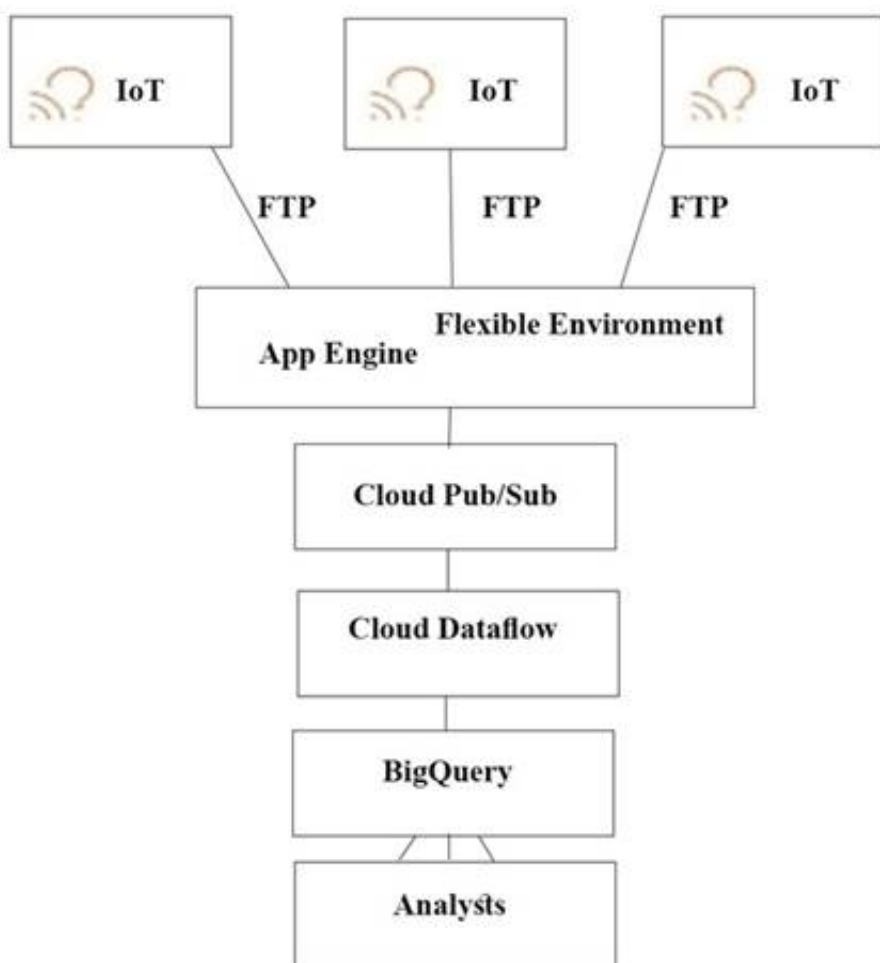 IoT
IoT
IoT
FTP
FTP
FTP
Flexible Environment
App Engine
Cloud Pub/Sub
Cloud Dataflow
BigQuery
Analysts